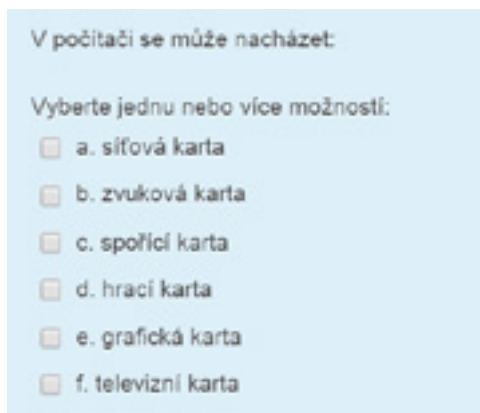 V počítači se může nacházet:
Vyberte jednu nebo více možností:
a. síťová karta
b. zvuková karta
c. spořící karta
d. hrací karta
e. grafická karta
f. televizní karta